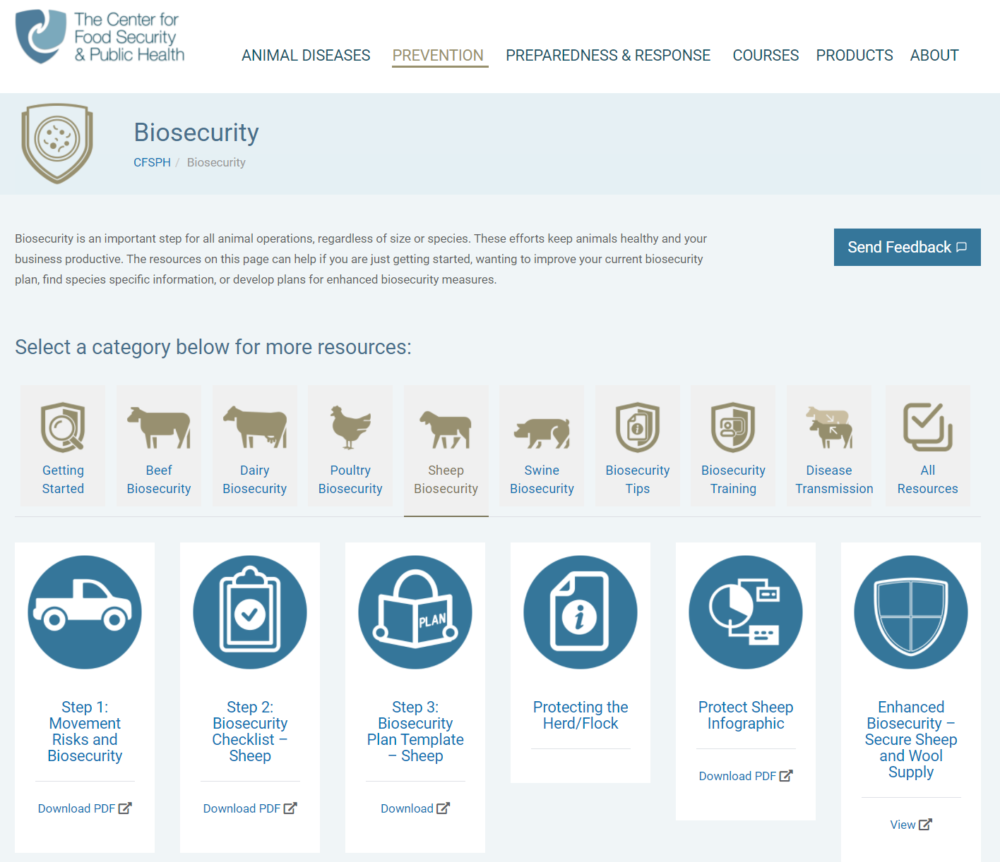 The Center for
Food Security
& Public Health
ANIMAL DISEASES
PREVENTION
PREPAREDNESS & RESPONSE
COURSES
PRODUCTS
ABOUT
Biosecurity
CFSPH / Biosecurity
Biosecurity is an important step for all animal operations, regardless of size or species. These efforts keep animals healthy and your
business productive. The resources on this page can help if you are just getting started, wanting to improve your current biosecurity
plan, find species specific information, or develop plans for enhanced biosecurity measures.
Send Feedback
Select a category below for more resources:
Getting
Started
Beef
Biosecurity
Dairy
Biosecurity
Poultry
Biosecurity
Sheep
Biosecurity
Swine
Biosecurity
Biosecurity
Tips
Biosecurity
Training
Disease
Transmission
All
Resources
Step 1:
Movement
Risks and
Biosecurity
Download PDF
Step 2:
Biosecurity
Checklist –
Sheep
Download PDF
PLAN
Step 3:
Biosecurity
Plan Template
– Sheep
Download
Protecting the
Herd/Flock
Protect Sheep
Infographic
Download PDF
Enhanced
Biosecurity –
Secure Sheep
and Wool
Supply
View